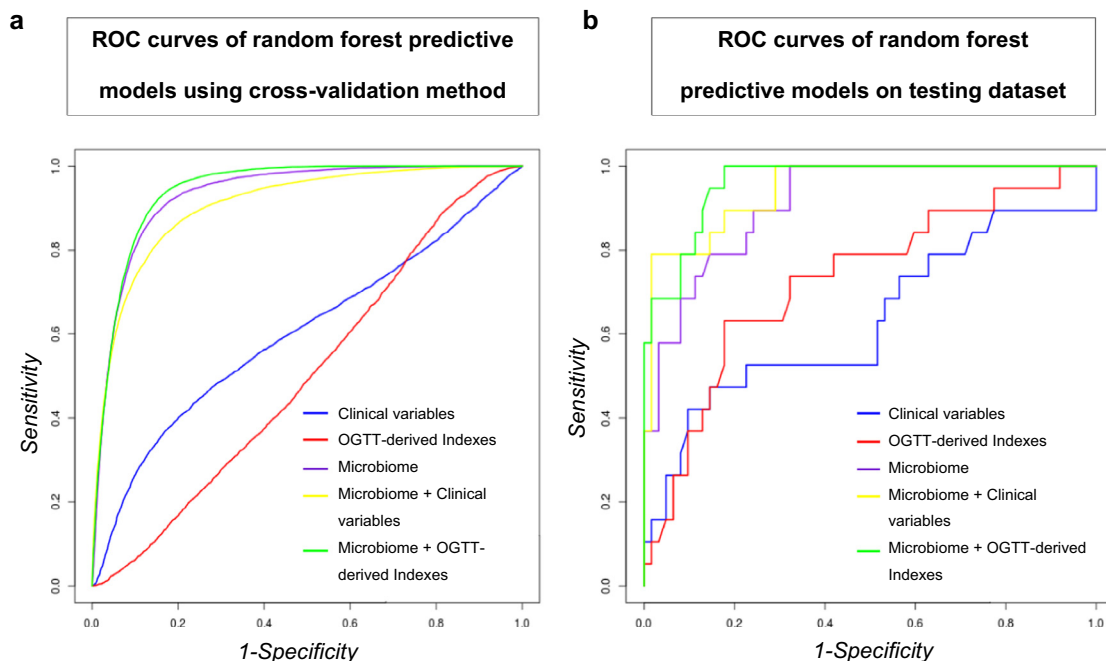 a
ROC curves of random forest predictive
models using cross-validation method
1.0
0.8
0.6
0.4
0.2
0.0
Sensitivity
Clinical variables
OGTT-derived Indexes
Microbiome
Microbiome + Clinical
variables
Microbiome + OGTT-
derived Indexes
0.0 0.2 0.4 0.6 0.8 1.0
1-Specificity
b
ROC curves of random forest
predictive models on testing dataset
1.0
0.8
0.6
0.4
0.2
0.0
Sensitivity
Clinical variables
OGTT-derived Indexes
Microbiome
Microbiome + Clinical
variables
Microbiome + OGTT-derived
Indexes
0.0 0.2 0.4 0.6 0.8 1.0
1-Specificity